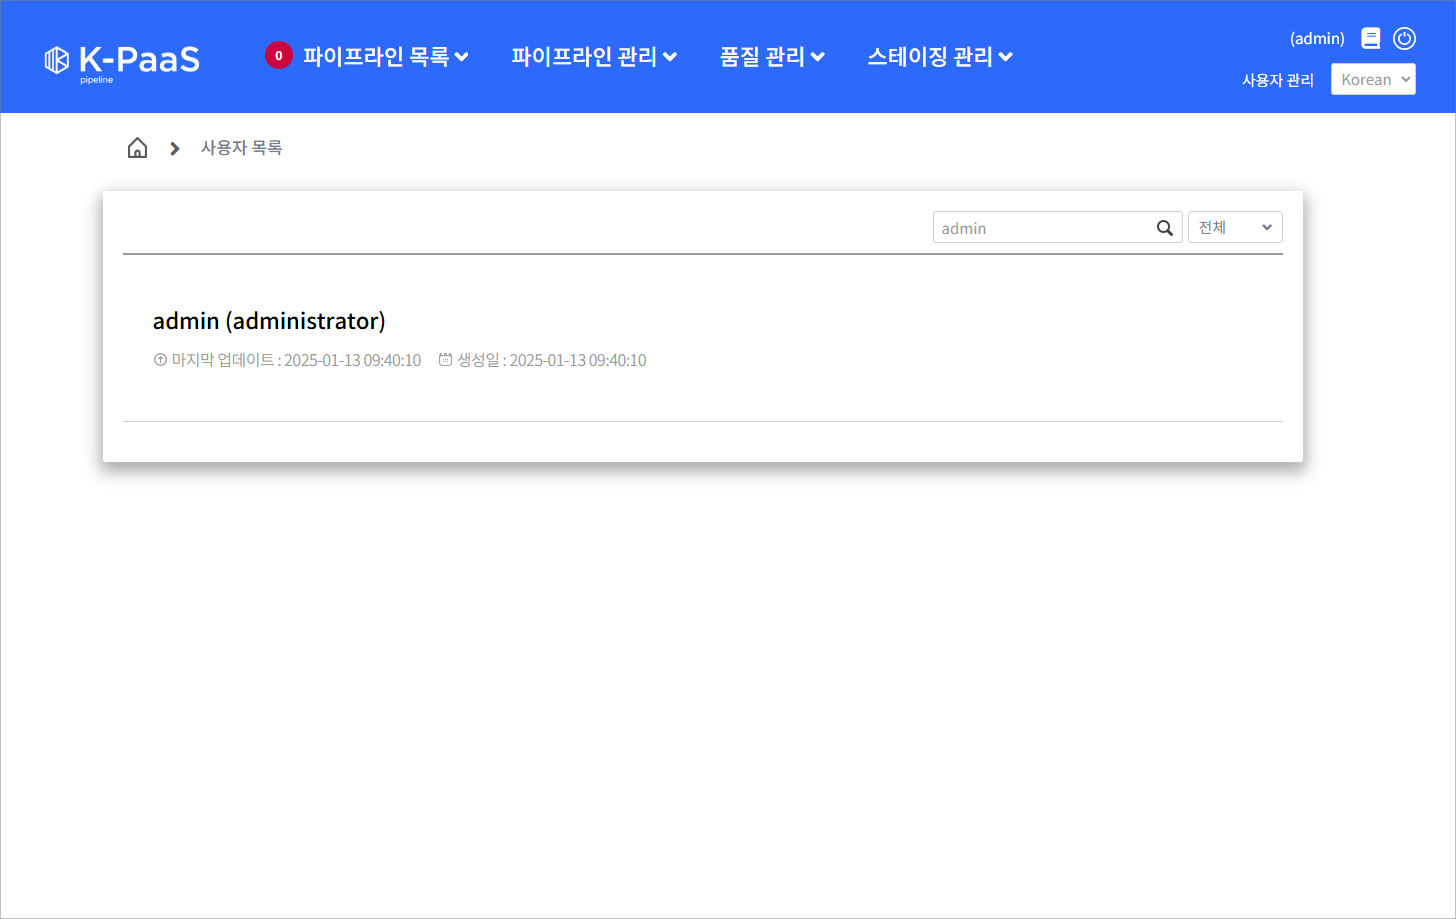 K-PaaS
pipeline
0 파이프라인 목록
파이프라인 관리
품질 관리
스테이징 관리
(admin)
사용자 관리
Korean
사용자 목록
admin
전체
admin (administrator)
마지막 업데이트 : 2025-01-13 09:40:10 생성일 : 2025-01-13 09:40:10